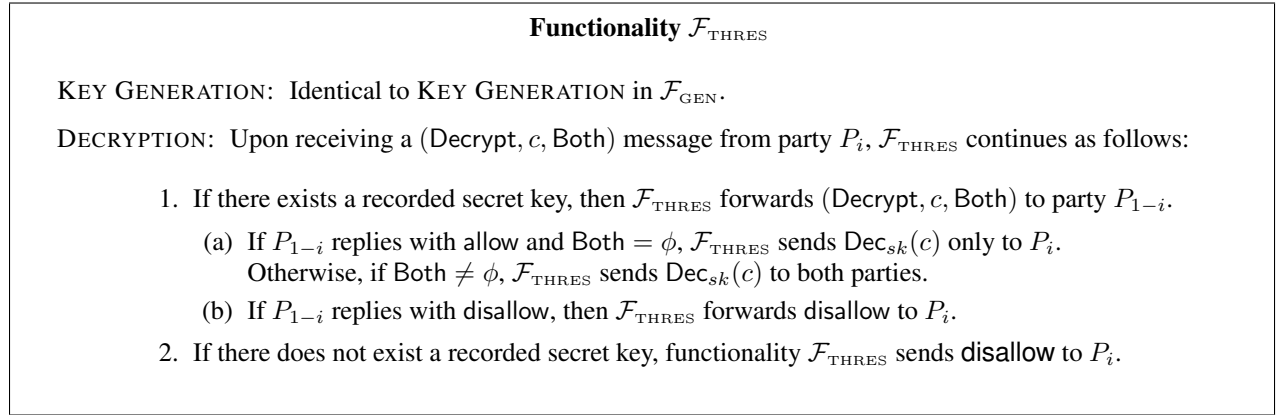 Functionality F_THRES
KEY GENERATION: Identical to KEY GENERATION in F_GEN.
DECRYPTION: Upon receiving a (Decrypt, c, Both) message from party P_i, F_THRES continues as follows:
1. If there exists a recorded secret key, then F_THRES forwards (Decrypt, c, Both) to party P_{1−i}.
(a) If P_{1−i} replies with allow and Both = ϕ, F_THRES sends Dec_{sk}(c) only to P_i.
Otherwise, if Both ≠ ϕ, F_THRES sends Dec_{sk}(c) to both parties.
(b) If P_{1−i} replies with disallow, then F_THRES forwards disallow to P_i.
2. If there does not exist a recorded secret key, functionality F_THRES sends disallow to P_i.